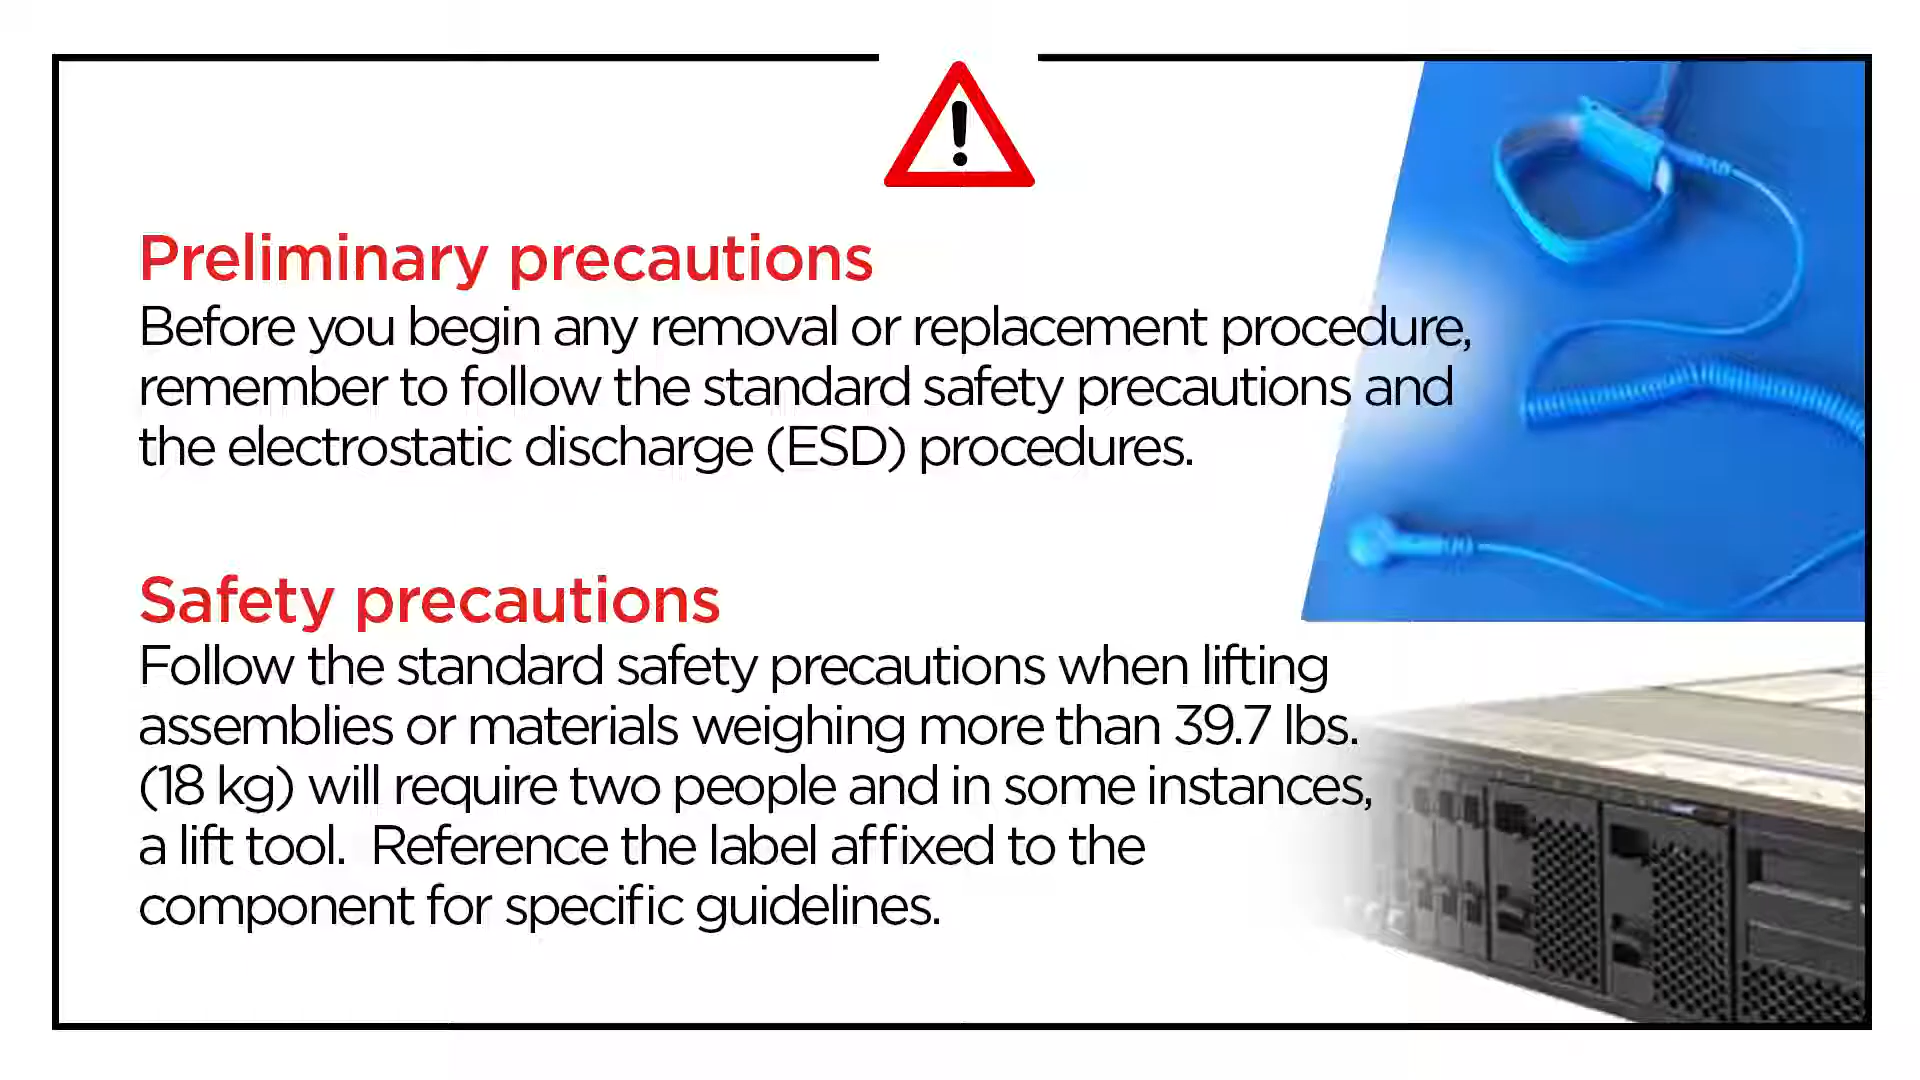 Preliminary precautions
Before you begin any removal or replacement procedure,
remember to follow the standard safety precautions and
the electrostatic discharge (ESD) procedures.
Safety precautions
Follow the standard safety precautions when lifting
assemblies or materials weighing more than 39.7 lbs.
(18 kg) will require two people and in some instances,
a lift tool.  Reference the label affixed to the
component for specific guidelines.